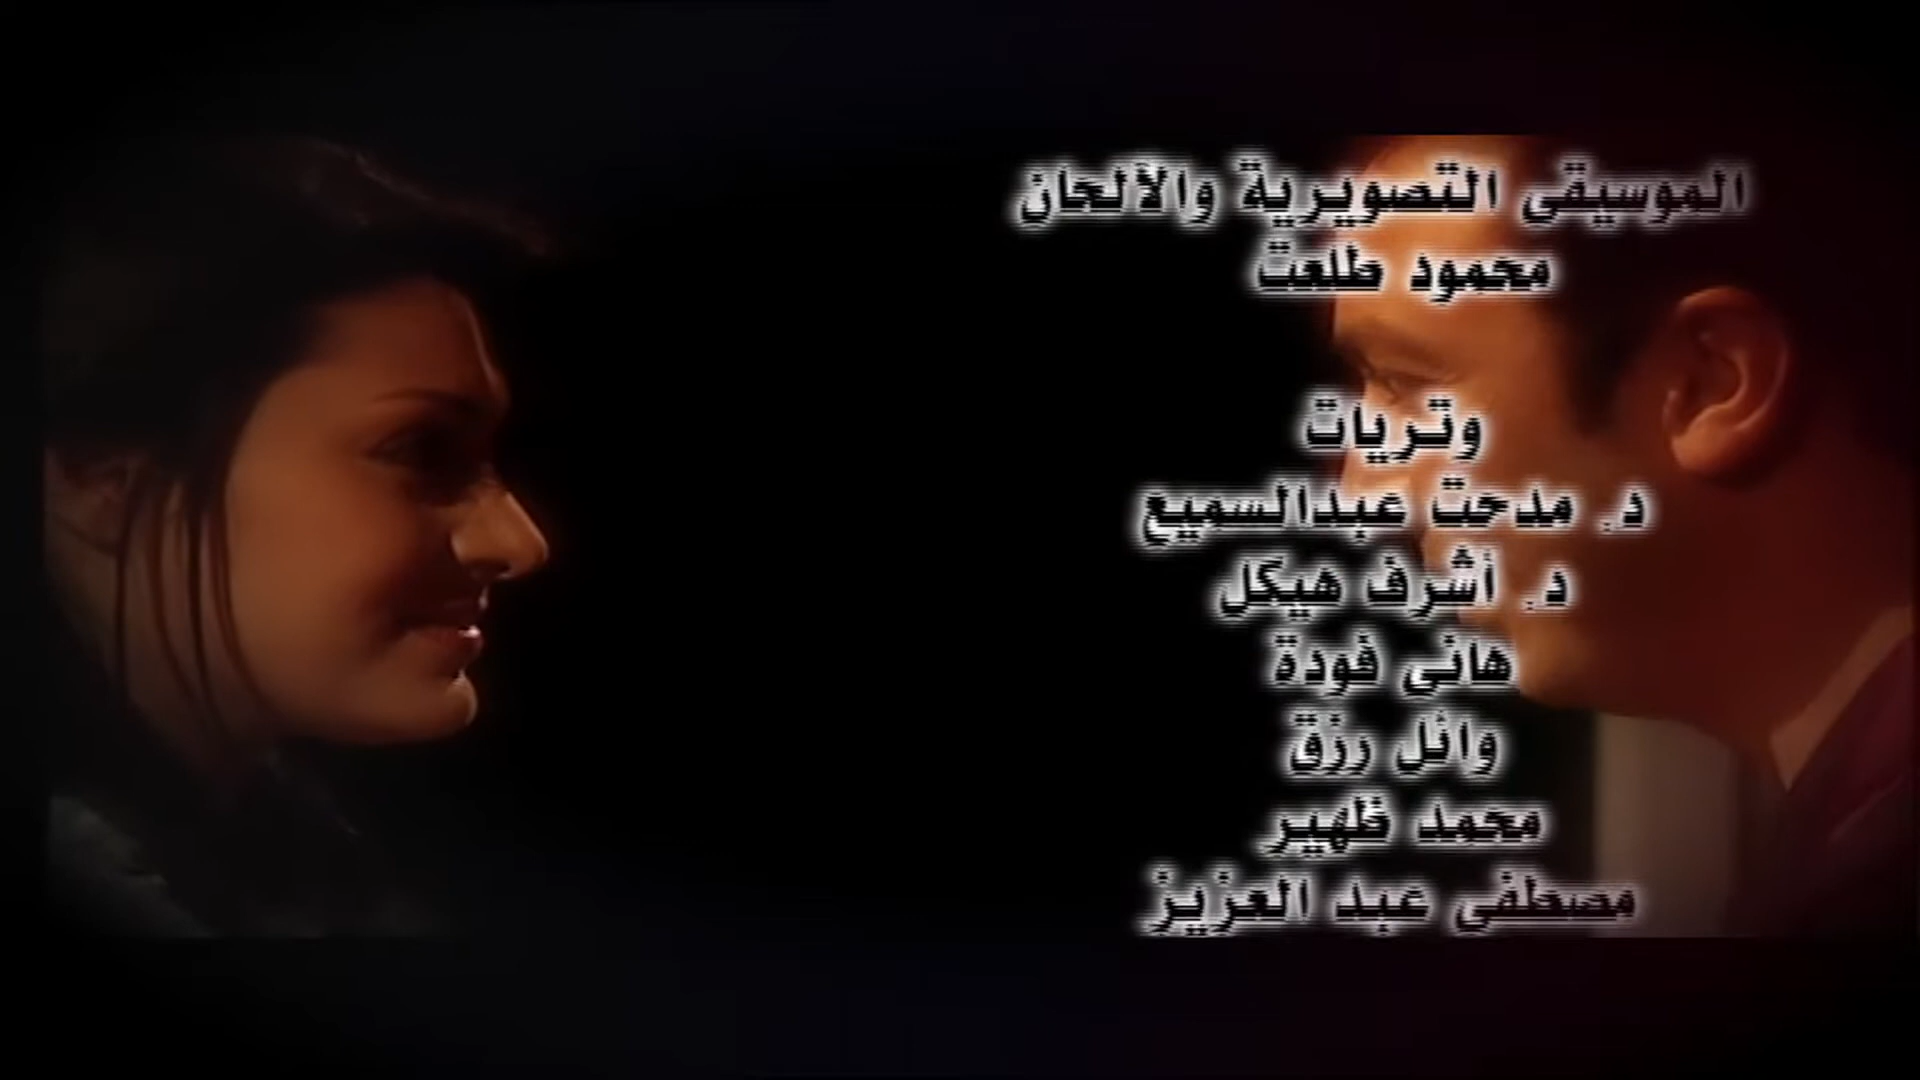 الموسيقى التصويرية والألحان
محمود طلعت
وتريات
د. مدحت عبدالسميع
د. أشرف هيكل
هانى فودة
وائل رزق
محمد ظهير
مصطفى عبد العزيز